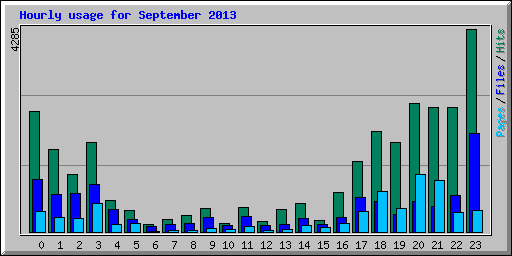 Hourly usage for September 2013
4285
Pages / Files / Hits
0 1 2 3 4 5 6 7 8 9 10 11 12 13 14 15 16 17 18 19 20 21 22 23